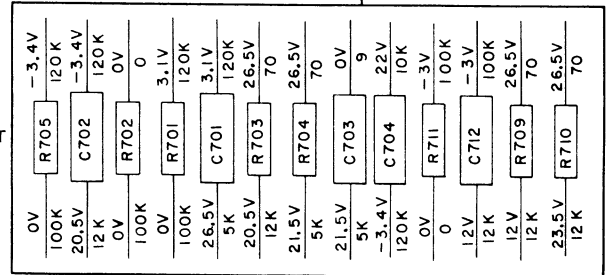 0V -3.4V
R705
100K 120K
20.5V -3.4V
C702
12K 120K
0V 0V
R702
100K 0
0V 3.1V
R701
100K 120K
26.5V 3.1V
C701
5K 120K
20.5V 26.5V
R703
12K 70
21.5V 26.5V
R704
5K 70
21.5V 0V
C703
5K 9
-3.4V 22V
C704
120K 10K
0V -3V
R711
0 100K
12V -3V
C712
12K 100K
12V 26.5V
R709
12K 70
23.5V 26.5V
R710
12K 70